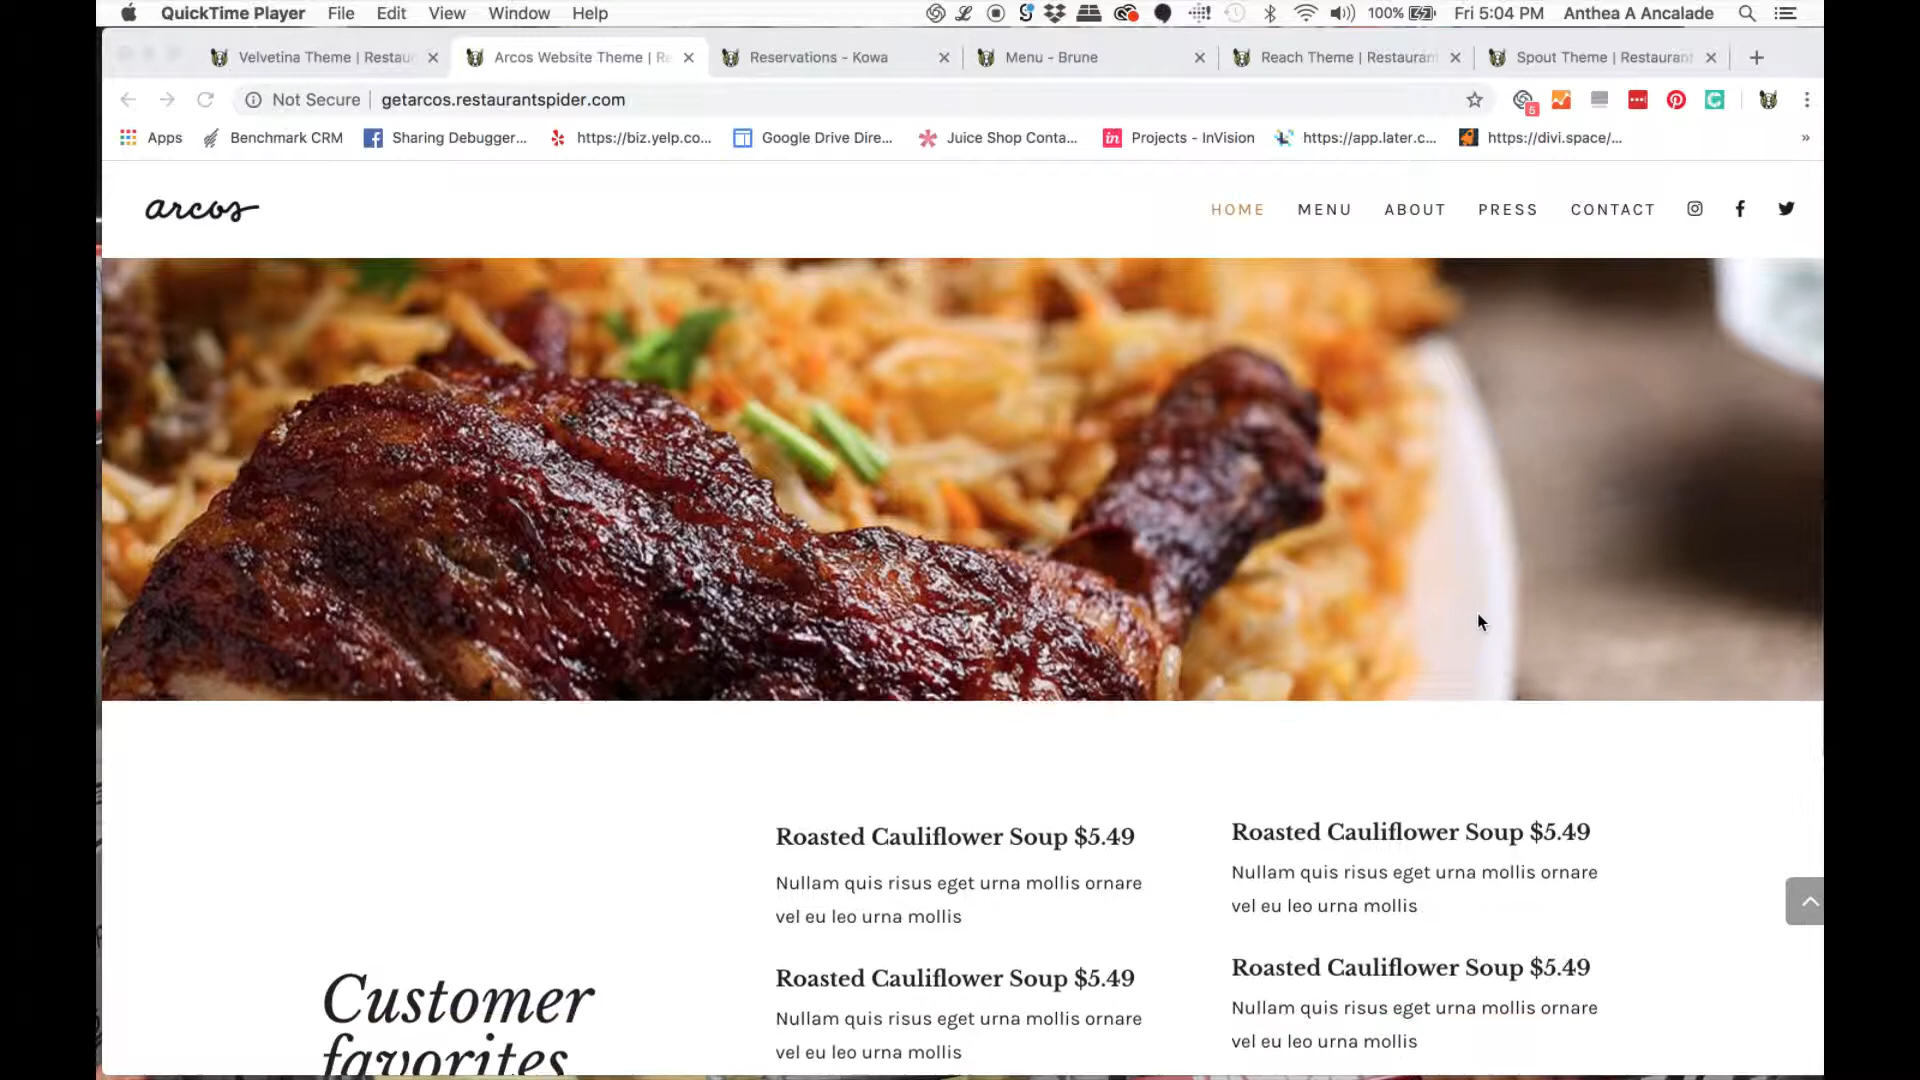 QuickTime Player File Edit View Window Help 100% Fri 5:04 PM Anthea A Ancalade
Velvetina Theme | Restau Arcos Website Theme | Re Reservations - Kowa Menu - Brune Reach Theme | Restauran Spout Theme | Restaurant
Not Secure getarcos.restaurantspider.com 5
Apps Benchmark CRM Sharing Debugger... https://biz.yelp.co... Google Drive Dire... Juice Shop Conta... in Projects - InVision https://app.later.c... https://divi.space/... »
arcos HOME MENU ABOUT PRESS CONTACT
Roasted Cauliflower Soup $5.49
Nullam quis risus eget urna mollis ornare
vel eu leo urna mollis
Roasted Cauliflower Soup $5.49
Nullam quis risus eget urna mollis ornare
vel eu leo urna mollis
Customer
favorites
Roasted Cauliflower Soup $5.49
Nullam quis risus eget urna mollis ornare
vel eu leo urna mollis
Roasted Cauliflower Soup $5.49
Nullam quis risus eget urna mollis ornare
vel eu leo urna mollis